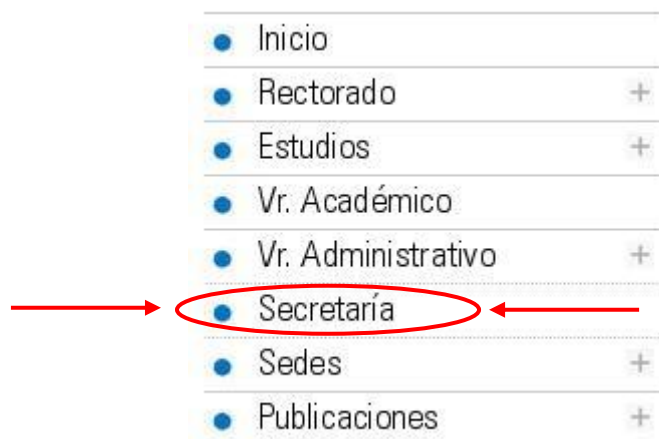 Inicio
Rectorado +
Estudios +
Vr. Académico
Vr. Administrativo +
Secretaría
Sedes +
Publicaciones +